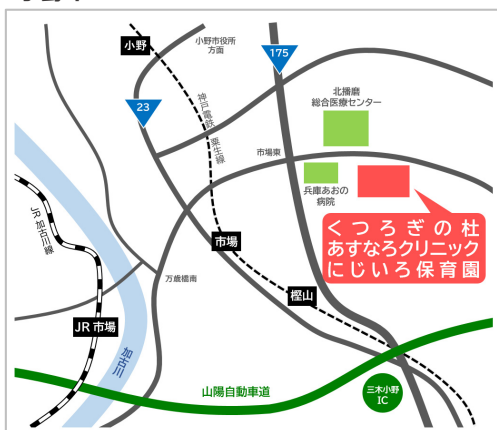 小野市役所
方面
小野
175
23
神戸電鉄
粟生線
北播磨
総合医療センター
市場東
兵庫あおの
病院
くつろぎの杜
あすなろクリニック
にじいろ保育園
JR加古川線
市場
万歳橋南
樫山
JR 市場
加古川
山陽自動車道
三木小野
IC